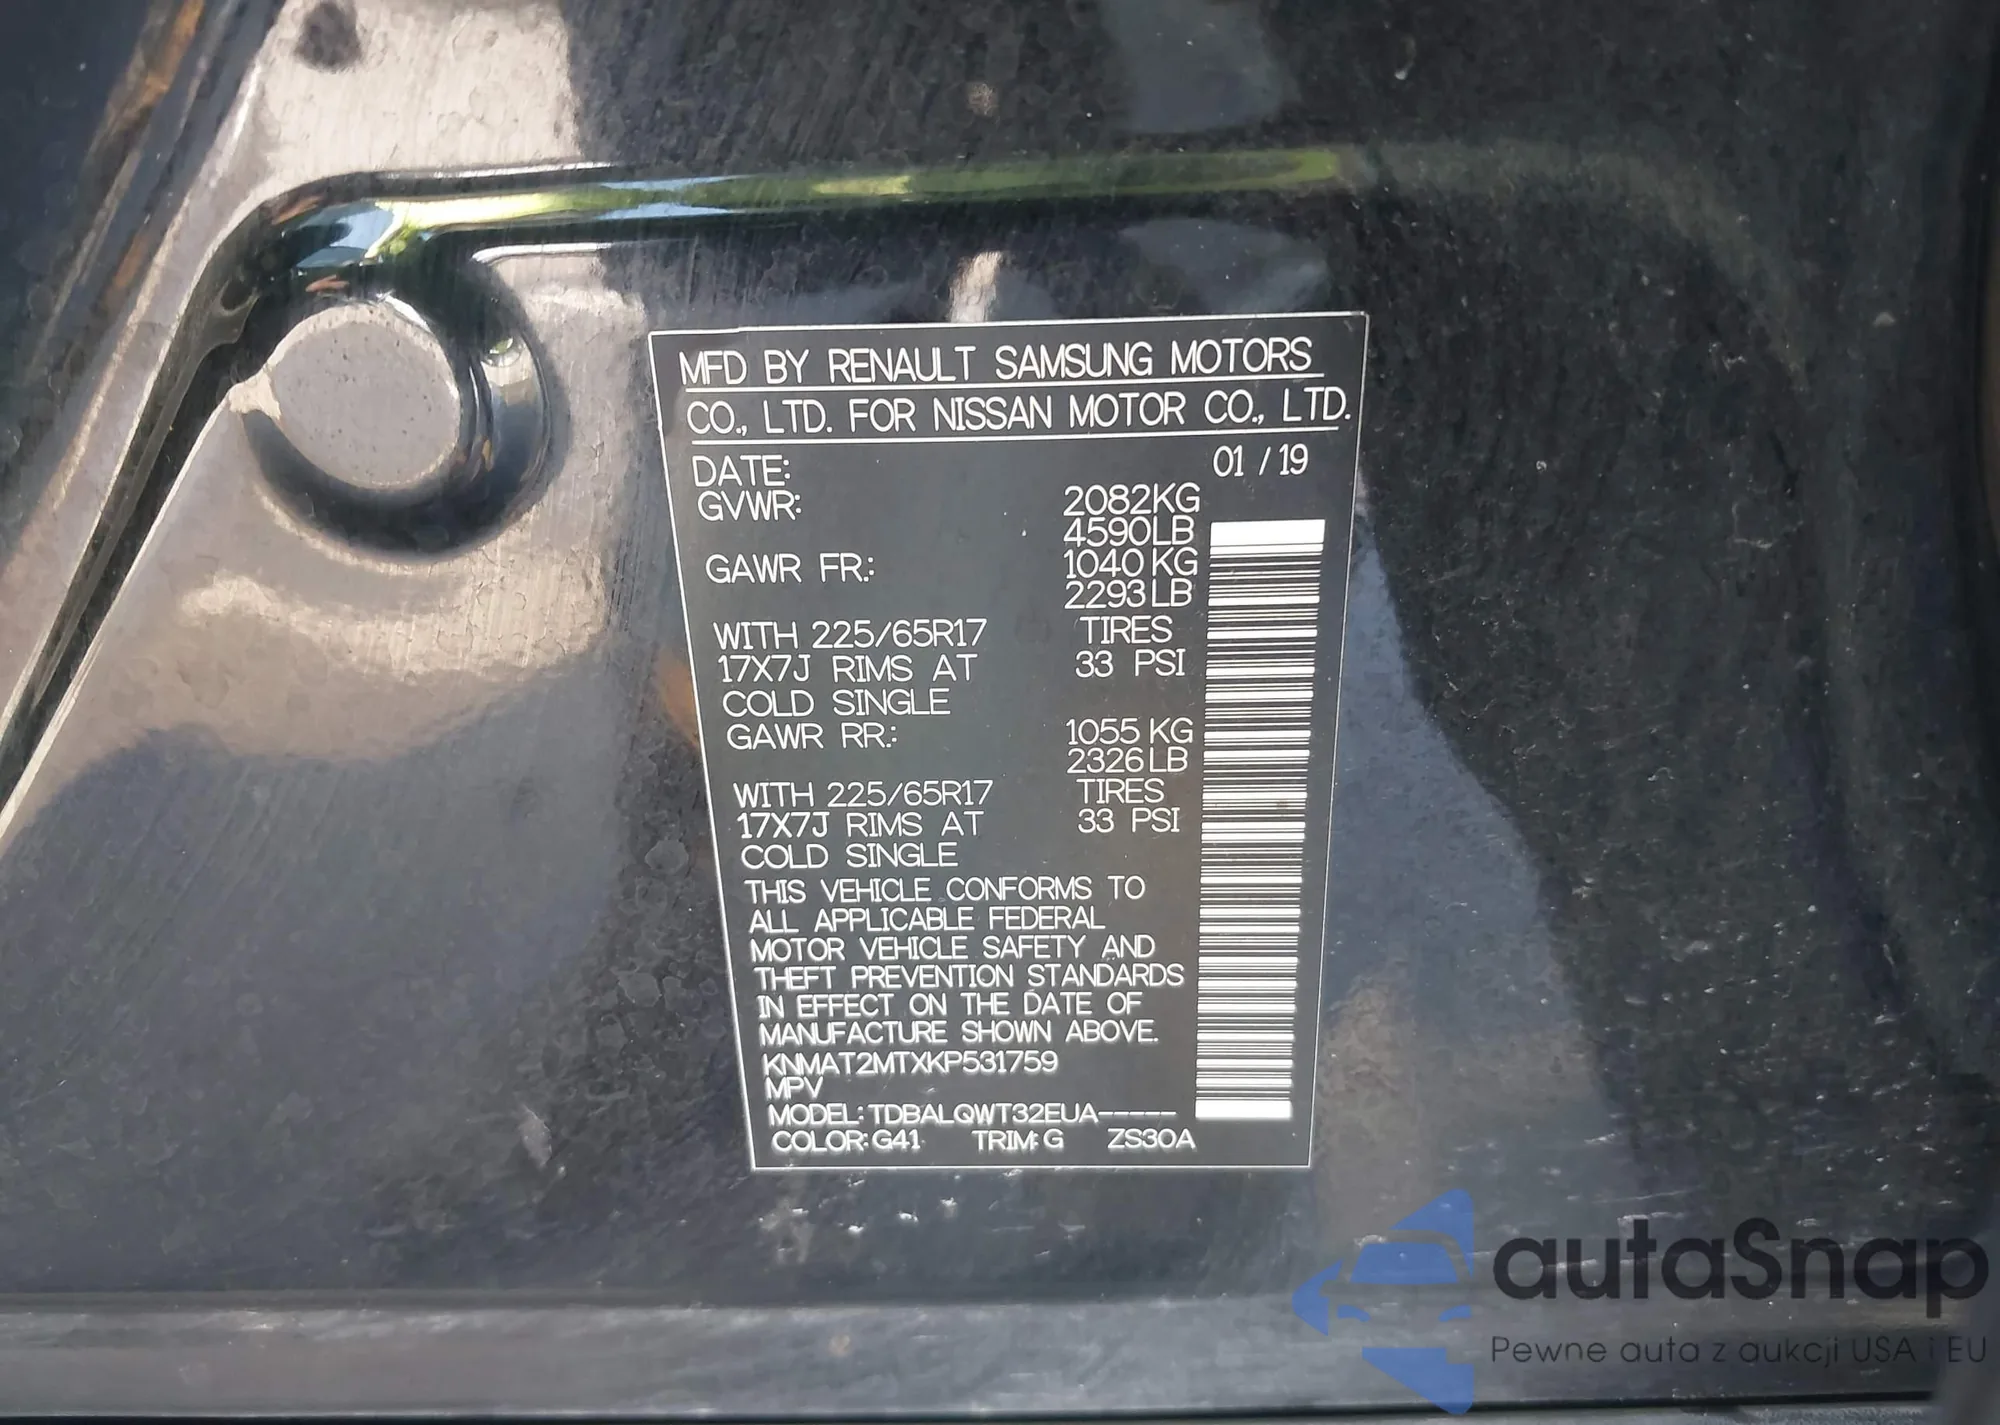 MFD BY RENAULT SAMSUNG MOTORS
CO., LTD. FOR NISSAN MOTOR CO., LTD.
DATE: 01 / 19
GVWR: 2082KG
4590LB
GAWR FR.: 1040 KG
2293LB
WITH 225/65R17 TIRES
17X7J RIMS AT 33 PSI
COLD SINGLE
GAWR RR.: 1055 KG
2326LB
WITH 225/65R17 TIRES
17X7J RIMS AT 33 PSI
COLD SINGLE
THIS VEHICLE CONFORMS TO
ALL APPLICABLE FEDERAL
MOTOR VEHICLE SAFETY AND
THEFT PREVENTION STANDARDS
IN EFFECT ON THE DATE OF
MANUFACTURE SHOWN ABOVE.
KNMAT2MTXKP531759
MPV
MODEL: TDBALQWT32EUA-----
COLOR: G41 TRIM: G ZS30A
autaSnap
Pewne auta z aukcji USA i EU